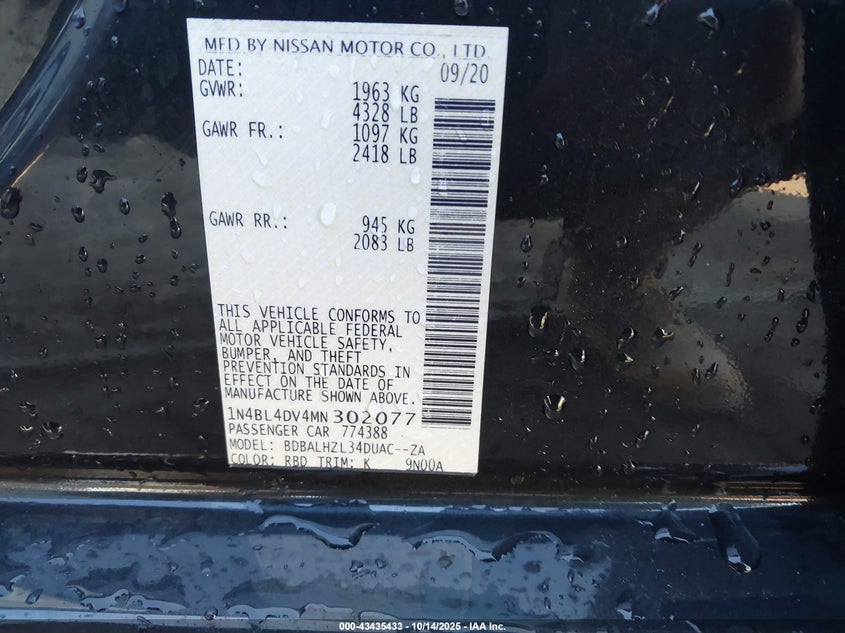 MFD BY NISSAN MOTOR CO., LTD.
DATE: 09/20
GVWR: 1963 KG
4328 LB
GAWR FR.: 1097 KG
2418 LB
GAWR RR.: 945 KG
2083 LB
THIS VEHICLE CONFORMS TO
ALL APPLICABLE FEDERAL
MOTOR VEHICLE SAFETY,
BUMPER, AND THEFT
PREVENTION STANDARDS IN
EFFECT ON THE DATE OF
MANUFACTURE SHOWN ABOVE.
1N4BL4DV4MN302077
PASSENGER CAR 774388
MODEL: BDBALHZL34DUAC--ZA
COLOR: RBD TRIM: K 9N00A
000-43435433 - 10/14/2025 - IAA Inc.